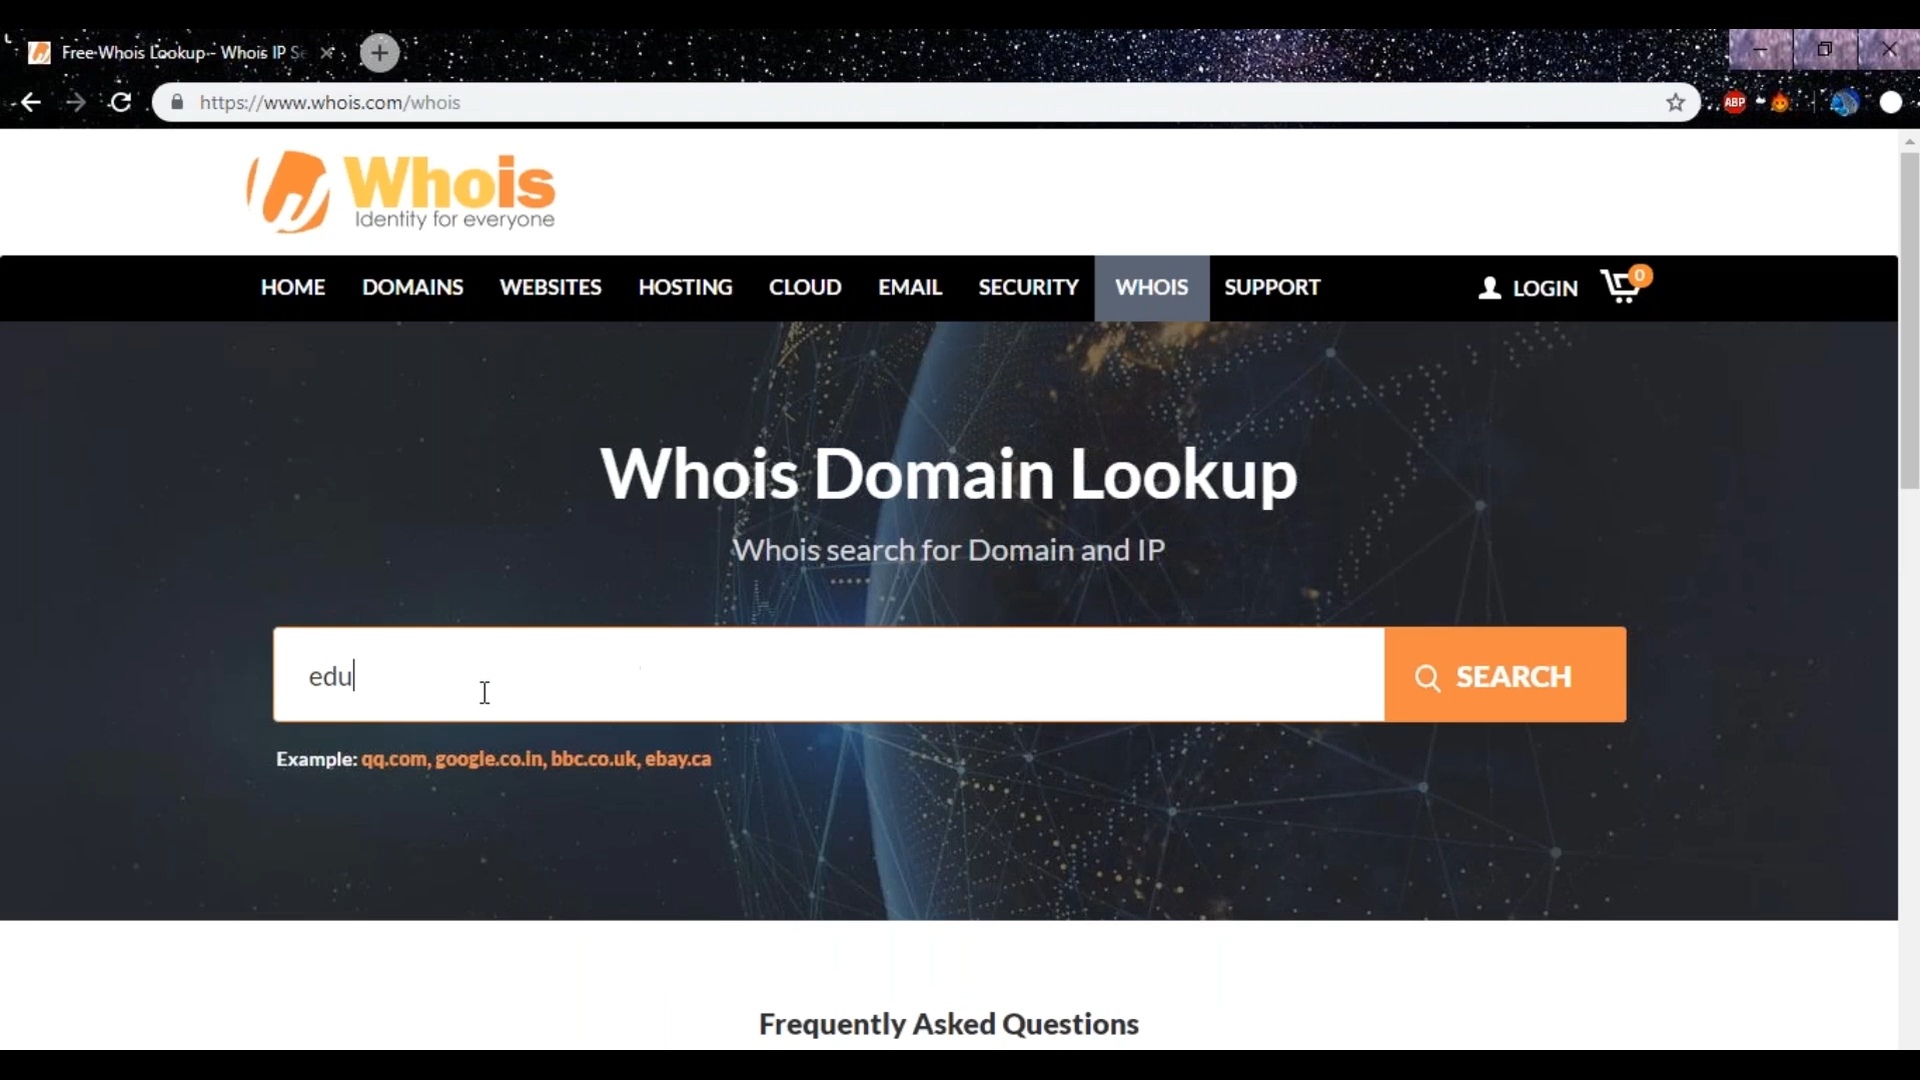 Free Whois Lookup - Whois IP Se
https://www.whois.com/whois
ABP
Whois
Identity for everyone
HOME DOMAINS WEBSITES HOSTING CLOUD EMAIL SECURITY WHOIS SUPPORT LOGIN 0
Whois Domain Lookup
Whois search for Domain and IP
edu
SEARCH
Example: qq.com, google.co.in, bbc.co.uk, ebay.ca
Frequently Asked Questions